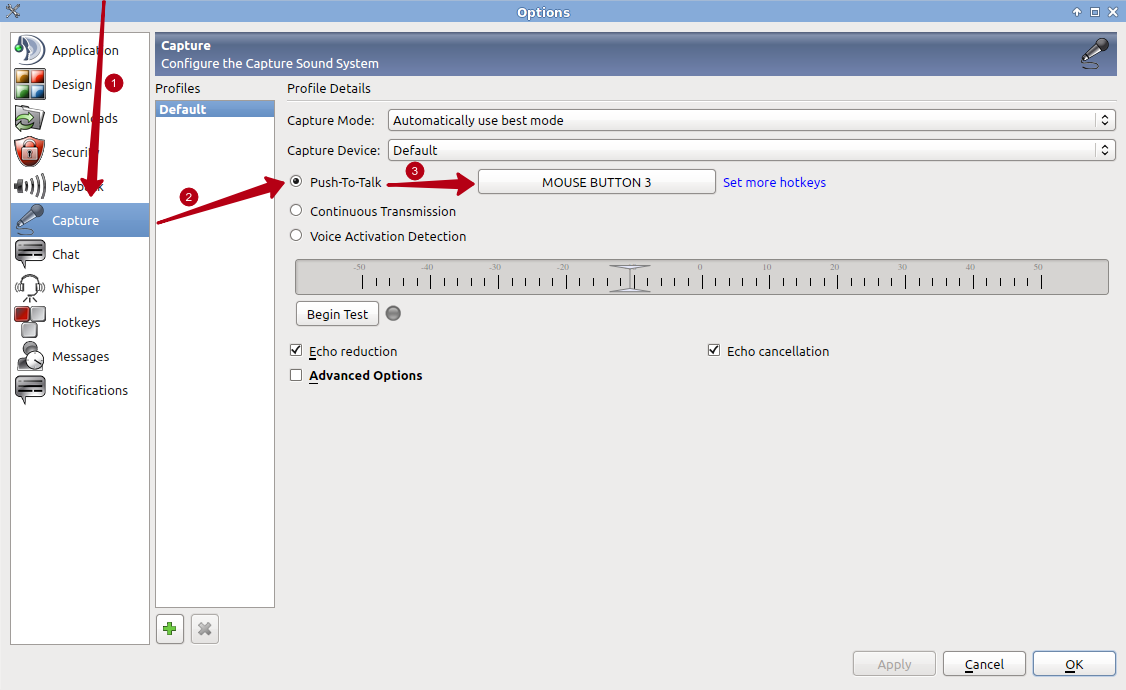 Options
Application
Design
1
Downloads
Security
Playback
Capture
Chat
Whisper
Hotkeys
Messages
Notifications
Capture
Configure the Capture Sound System
Profiles
Default
Profile Details
Capture Mode: Automatically use best mode
Capture Device: Default
2
Push-To-Talk
3
MOUSE BUTTON 3
Set more hotkeys
Continuous Transmission
Voice Activation Detection
-50 -40 -30 -20 0 10 20 30 40 50
Begin Test
Echo reduction
Echo cancellation
Advanced Options
Apply
Cancel
OK